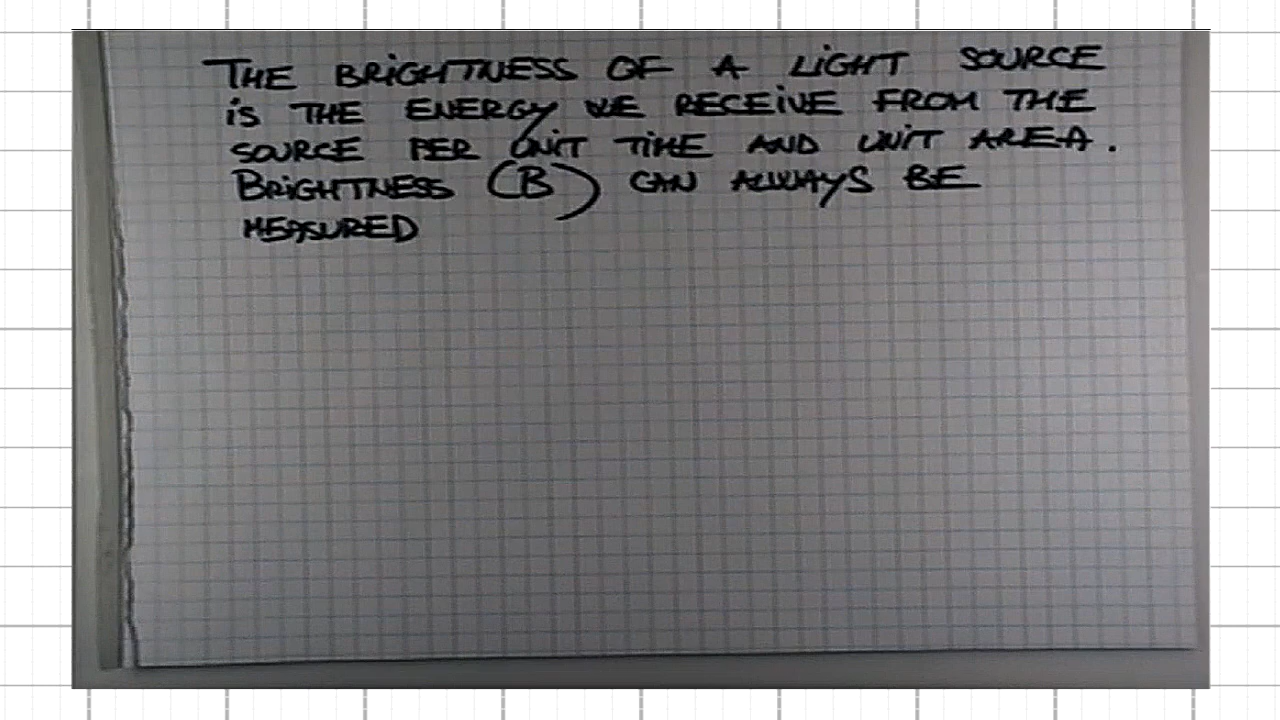 THE BRIGHTNESS OF A LIGHT SOURCE
is THE ENERGY WE RECEIVE FROM THE
SOURCE PER UNIT TIME AND UNIT AREA.
BRIGHTNESS (B) CAN ALWAYS BE
MEASURED